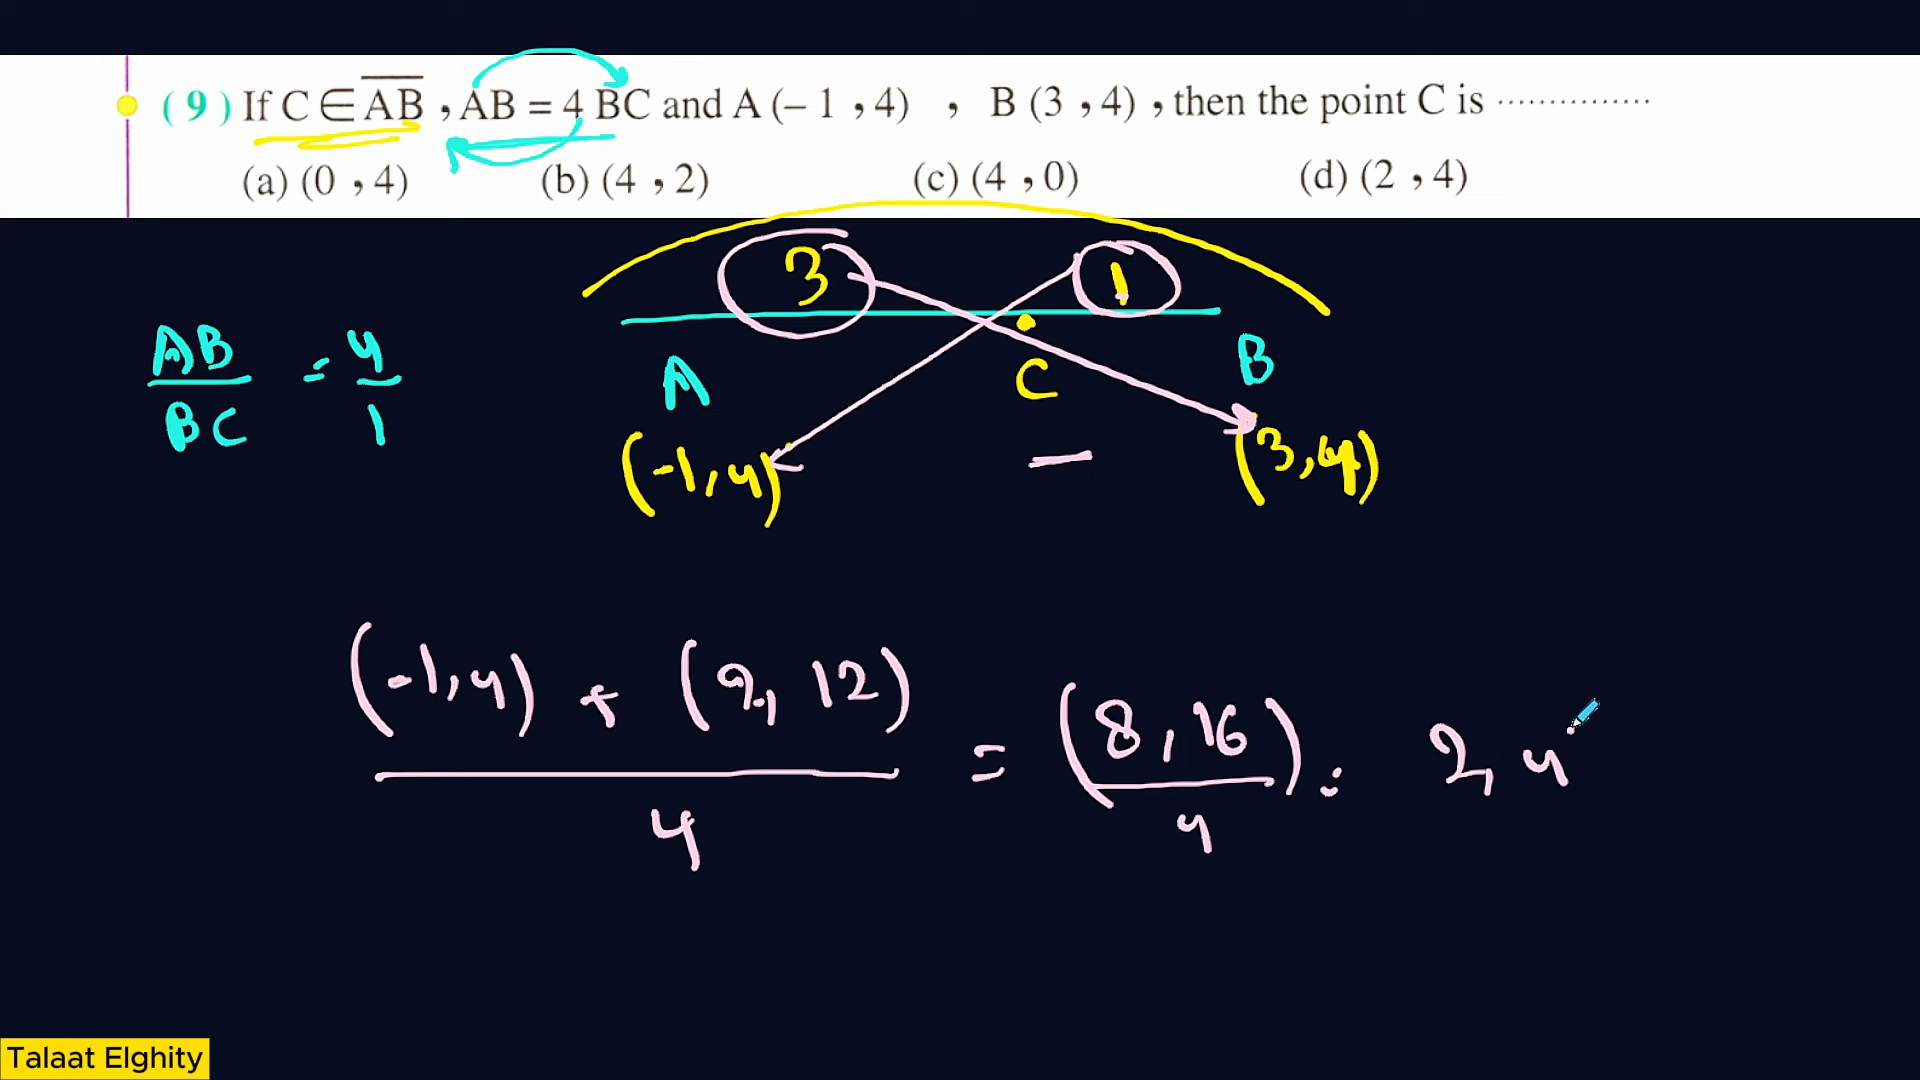 (9) If C ∈ AB , AB = 4 BC and A (– 1 , 4) , B (3 , 4) , then the point C is ...............
(a) (0 , 4) (b) (4 , 2) (c) (4 , 0) (d) (2 , 4)
3 1
AB/BC = 4/1
A C B
(-1, 4) (3, 4)
(-1, 4) + (9, 12) / 4 = (8, 16 / 4) = 2, 4
Talaat Elghity